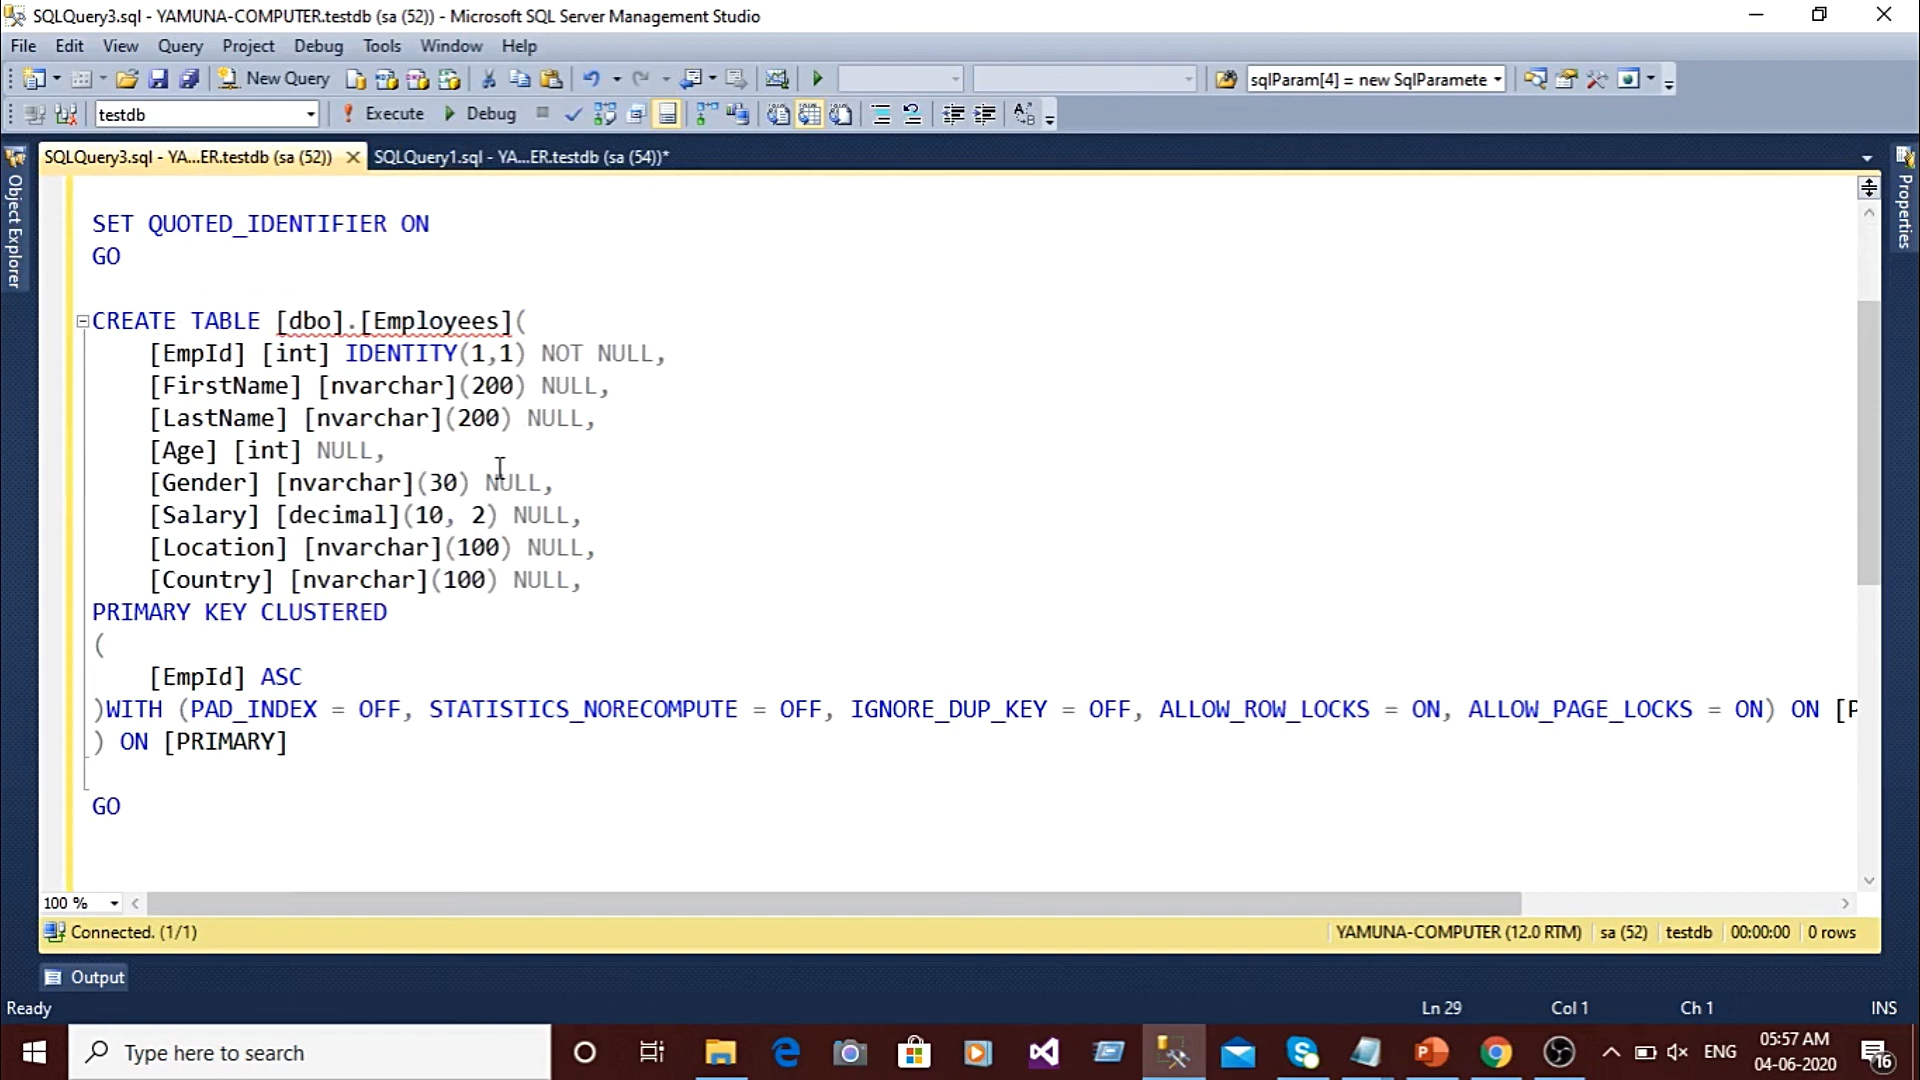 SQLQuery3.sql - YAMUNA-COMPUTER.testdb (sa (52)) - Microsoft SQL Server Management Studio
File Edit View Query Project Debug Tools Window Help
New Query sqlParam[4] = new SqlParamete
testdb Execute Debug
SQLQuery3.sql - YA...ER.testdb (sa (52)) SQLQuery1.sql - YA...ER.testdb (sa (54))*
Object Explorer
Properties
SET QUOTED_IDENTIFIER ON
GO
CREATE TABLE [dbo].[Employees](
[EmpId] [int] IDENTITY(1,1) NOT NULL,
[FirstName] [nvarchar](200) NULL,
[LastName] [nvarchar](200) NULL,
[Age] [int] NULL,
[Gender] [nvarchar](30) NULL,
[Salary] [decimal](10, 2) NULL,
[Location] [nvarchar](100) NULL,
[Country] [nvarchar](100) NULL,
PRIMARY KEY CLUSTERED
(
[EmpId] ASC
)WITH (PAD_INDEX = OFF, STATISTICS_NORECOMPUTE = OFF, IGNORE_DUP_KEY = OFF, ALLOW_ROW_LOCKS = ON, ALLOW_PAGE_LOCKS = ON) ON [P
) ON [PRIMARY]
GO
100 %
Connected. (1/1) YAMUNA-COMPUTER (12.0 RTM) sa (52) testdb 00:00:00 0 rows
Output
Ready Ln 29 Col 1 Ch 1 INS
Type here to search ENG 05:57 AM
04-06-2020 16